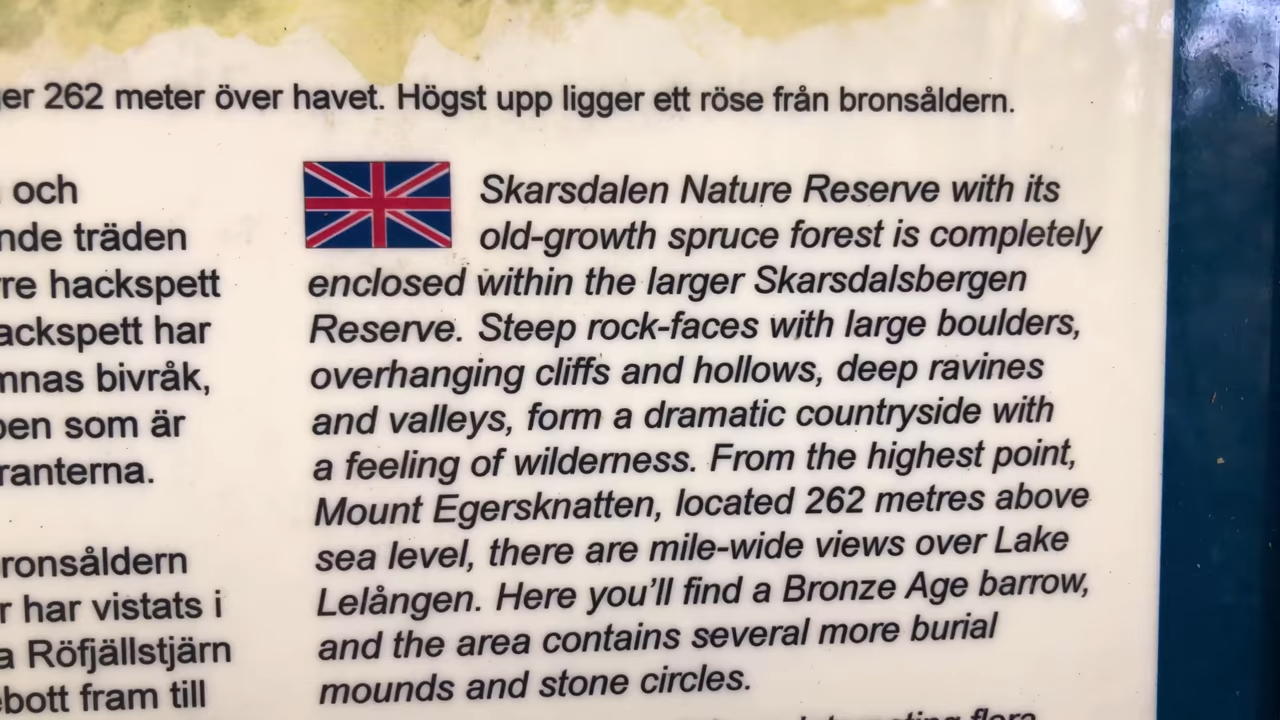 er 262 meter över havet. Högst upp ligger ett röse från bronsåldern.
och
nde träden
re hackspett
ackspett har
mnas bivråk,
pen som är
ranterna.
ronsåldern
r har vistats i
a Röfjällstjärn
ebott fram till
Skarsdalen Nature Reserve with its
old-growth spruce forest is completely
enclosed within the larger Skarsdalsbergen
Reserve. Steep rock-faces with large boulders,
overhanging cliffs and hollows, deep ravines
and valleys, form a dramatic countryside with
a feeling of wilderness. From the highest point,
Mount Egersknatten, located 262 metres above
sea level, there are mile-wide views over Lake
Lelången. Here you’ll find a Bronze Age barrow,
and the area contains several more burial
mounds and stone circles.
flora